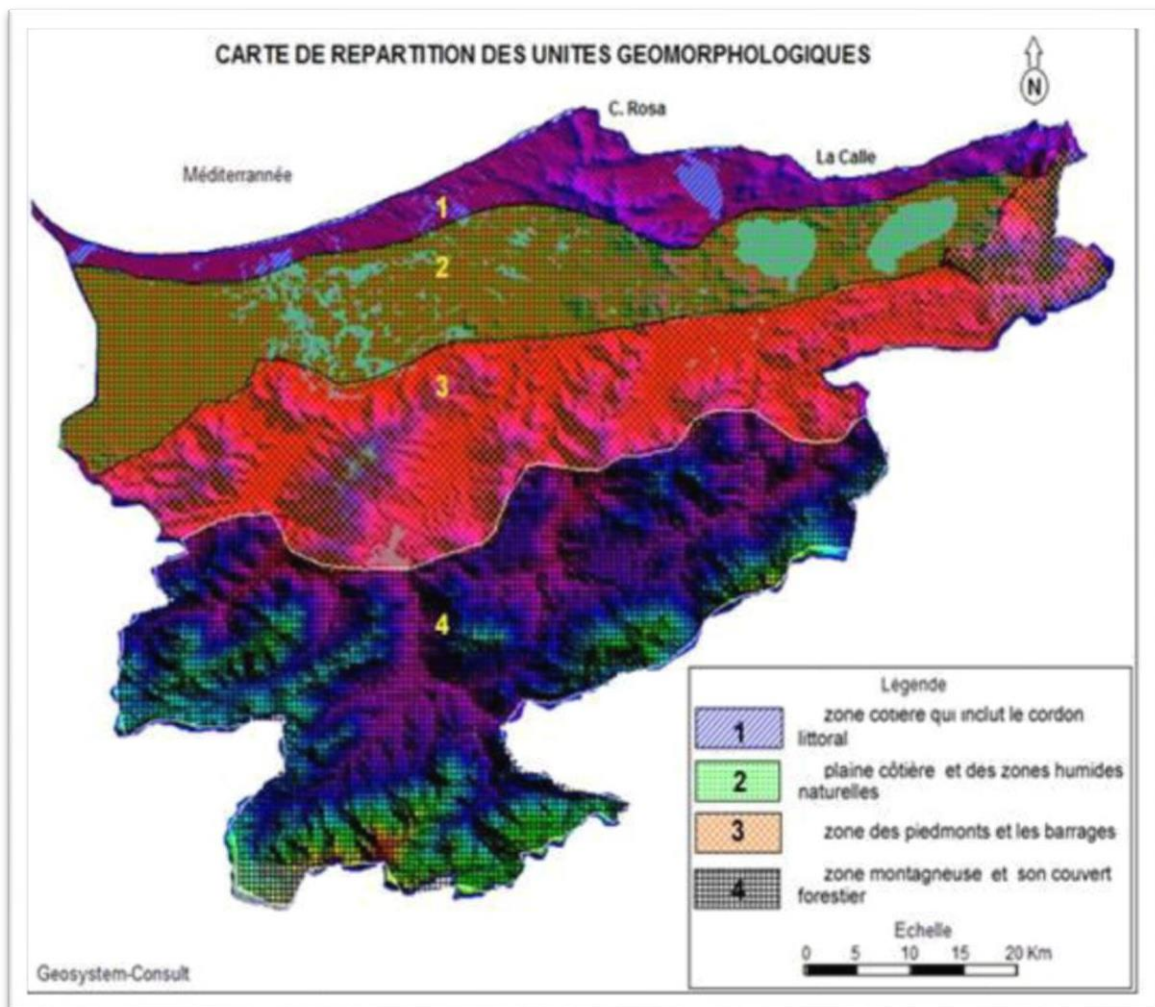 CARTE DE REPARTITION DES UNITES GEOMORPHOLOGIQUES
N
C. Rosa
La Calle
Méditerrannée
1
2
3
4
Légende
1 zone cotiere qui inclut le cordon
littoral
2 plaine côtière et des zones humides
naturelles
3 zone des piedmonts et les barrages
4 zone montagneuse et son couvert
forestier
Echelle
0 5 10 15 20 Km
Geosystem-Consult